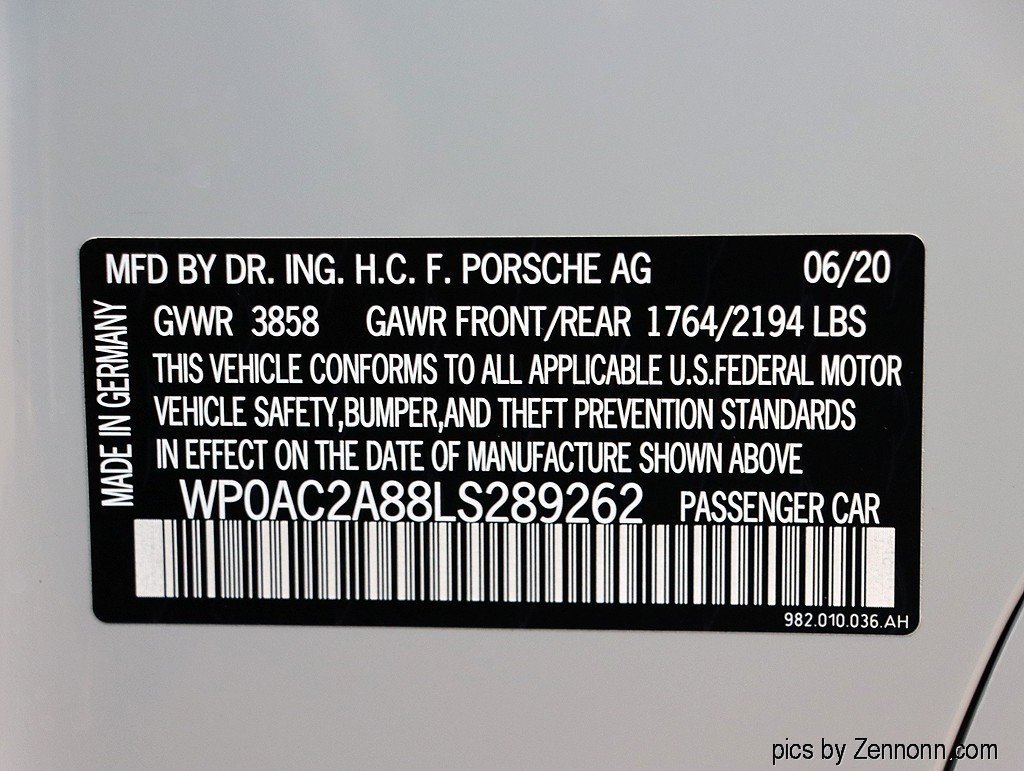 MFD BY DR. ING. H.C. F. PORSCHE AG 06/20
MADE IN GERMANY
GVWR 3858 GAWR FRONT/REAR 1764/2194 LBS
THIS VEHICLE CONFORMS TO ALL APPLICABLE U.S.FEDERAL MOTOR
VEHICLE SAFETY,BUMPER,AND THEFT PREVENTION STANDARDS
IN EFFECT ON THE DATE OF MANUFACTURE SHOWN ABOVE
WP0AC2A88LS289262 PASSENGER CAR
982.010.036.AH
pics by Zennonn.com